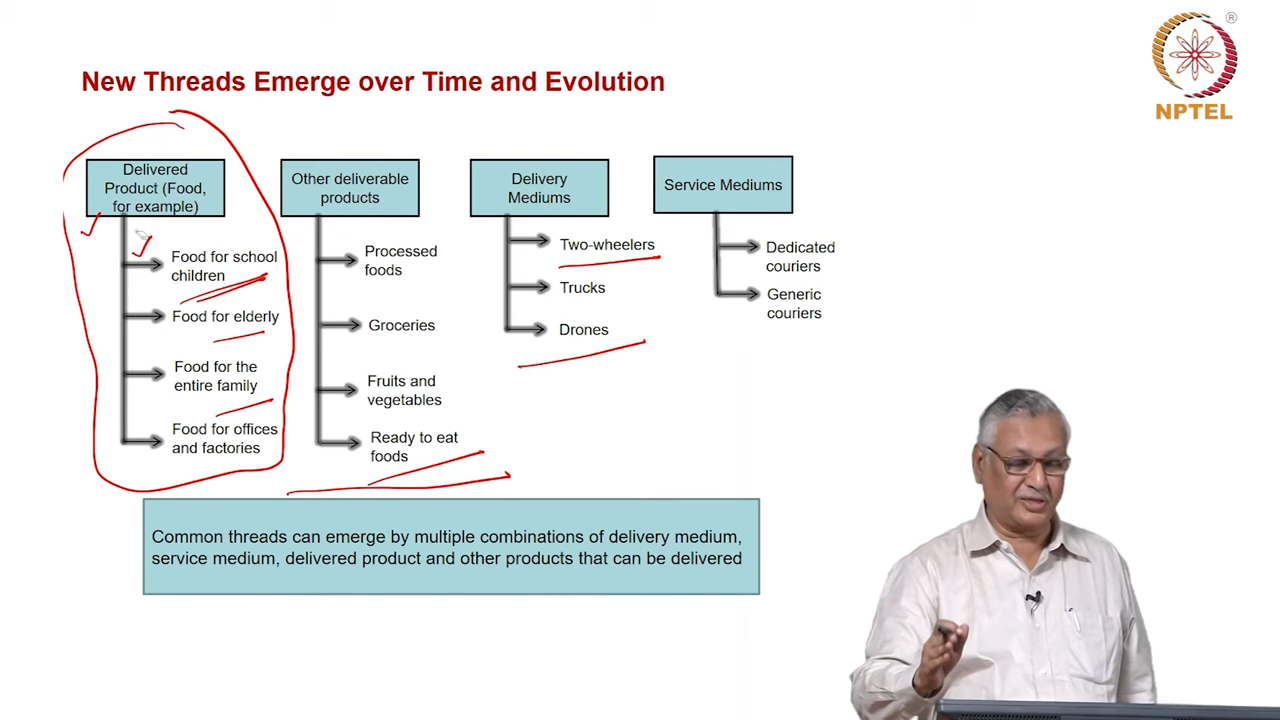 ®
NPTEL
New Threads Emerge over Time and Evolution
Delivered
Product (Food,
for example)
Food for school
children
Food for elderly
Food for the
entire family
Food for offices
and factories
Other deliverable
products
Processed
foods
Groceries
Fruits and
vegetables
Ready to eat
foods
Delivery
Mediums
Two-wheelers
Trucks
Drones
Service Mediums
Dedicated
couriers
Generic
couriers
Common threads can emerge by multiple combinations of delivery medium,
service medium, delivered product and other products that can be delivered